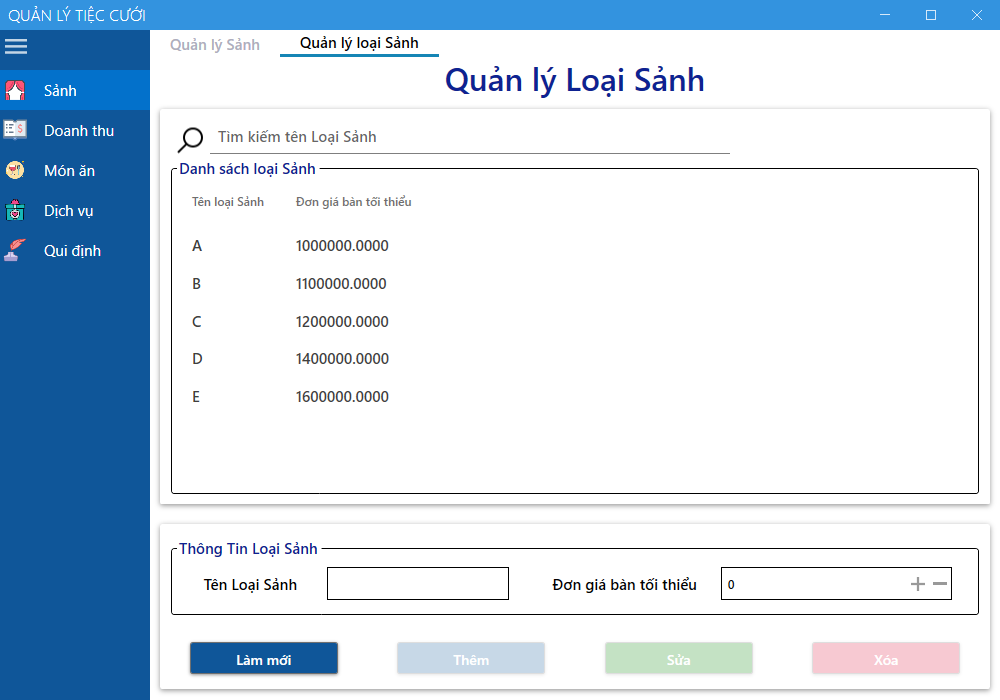 QUẢN LÝ TIỆC CƯỚI
Quản lý Sảnh
Quản lý loại Sảnh
Sảnh
Doanh thu
Món ăn
Dịch vụ
Qui định
Quản lý Loại Sảnh
Tìm kiếm tên Loại Sảnh
Danh sách loại Sảnh
Tên loại Sảnh Đơn giá bàn tối thiểu
A 1000000.0000
B 1100000.0000
C 1200000.0000
D 1400000.0000
E 1600000.0000
Thông Tin Loại Sảnh
Tên Loại Sảnh Đơn giá bàn tối thiểu 0
Làm mới Thêm Sửa Xóa